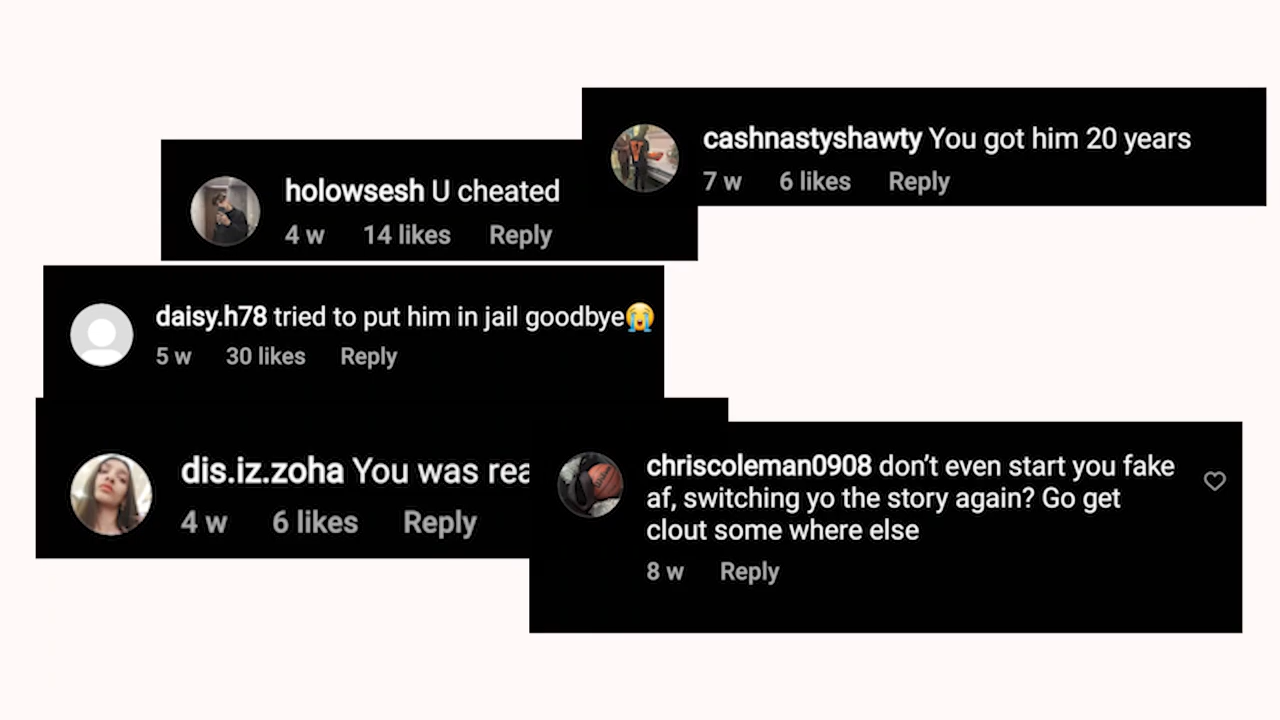 cashnastyshawty You got him 20 years
7 w 6 likes Reply
holowsesh U cheated
4 w 14 likes Reply
daisy.h78 tried to put him in jail goodbye😭
5 w 30 likes Reply
dis.iz.zoha You was
4 w 6 likes Reply
chriscoleman0908 don’t even start you fake
af, switching yo the story again? Go get
clout some where else
8 w Reply